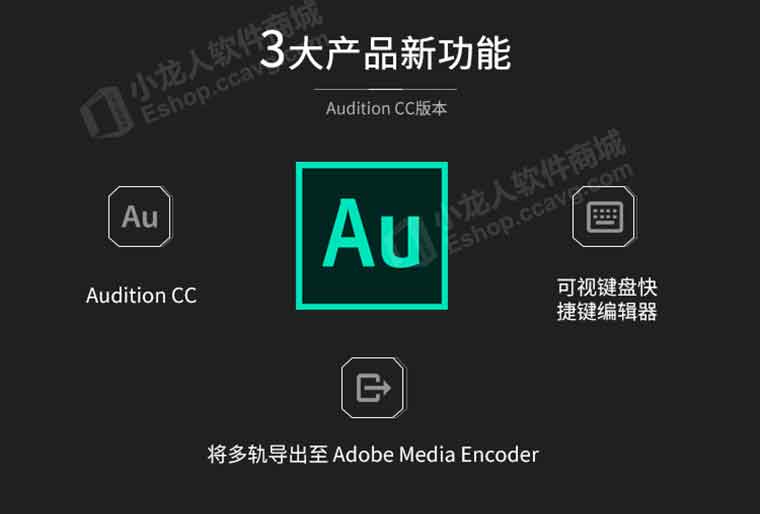 3大产品新功能
Audition CC版本
小龙人软件商城
Eshop.ccavg.com
Au
Au
小龙人软件商城
Eshop.ccavg.com
Audition CC
可视键盘快
捷键编辑器
将多轨导出至 Adobe Media Encoder